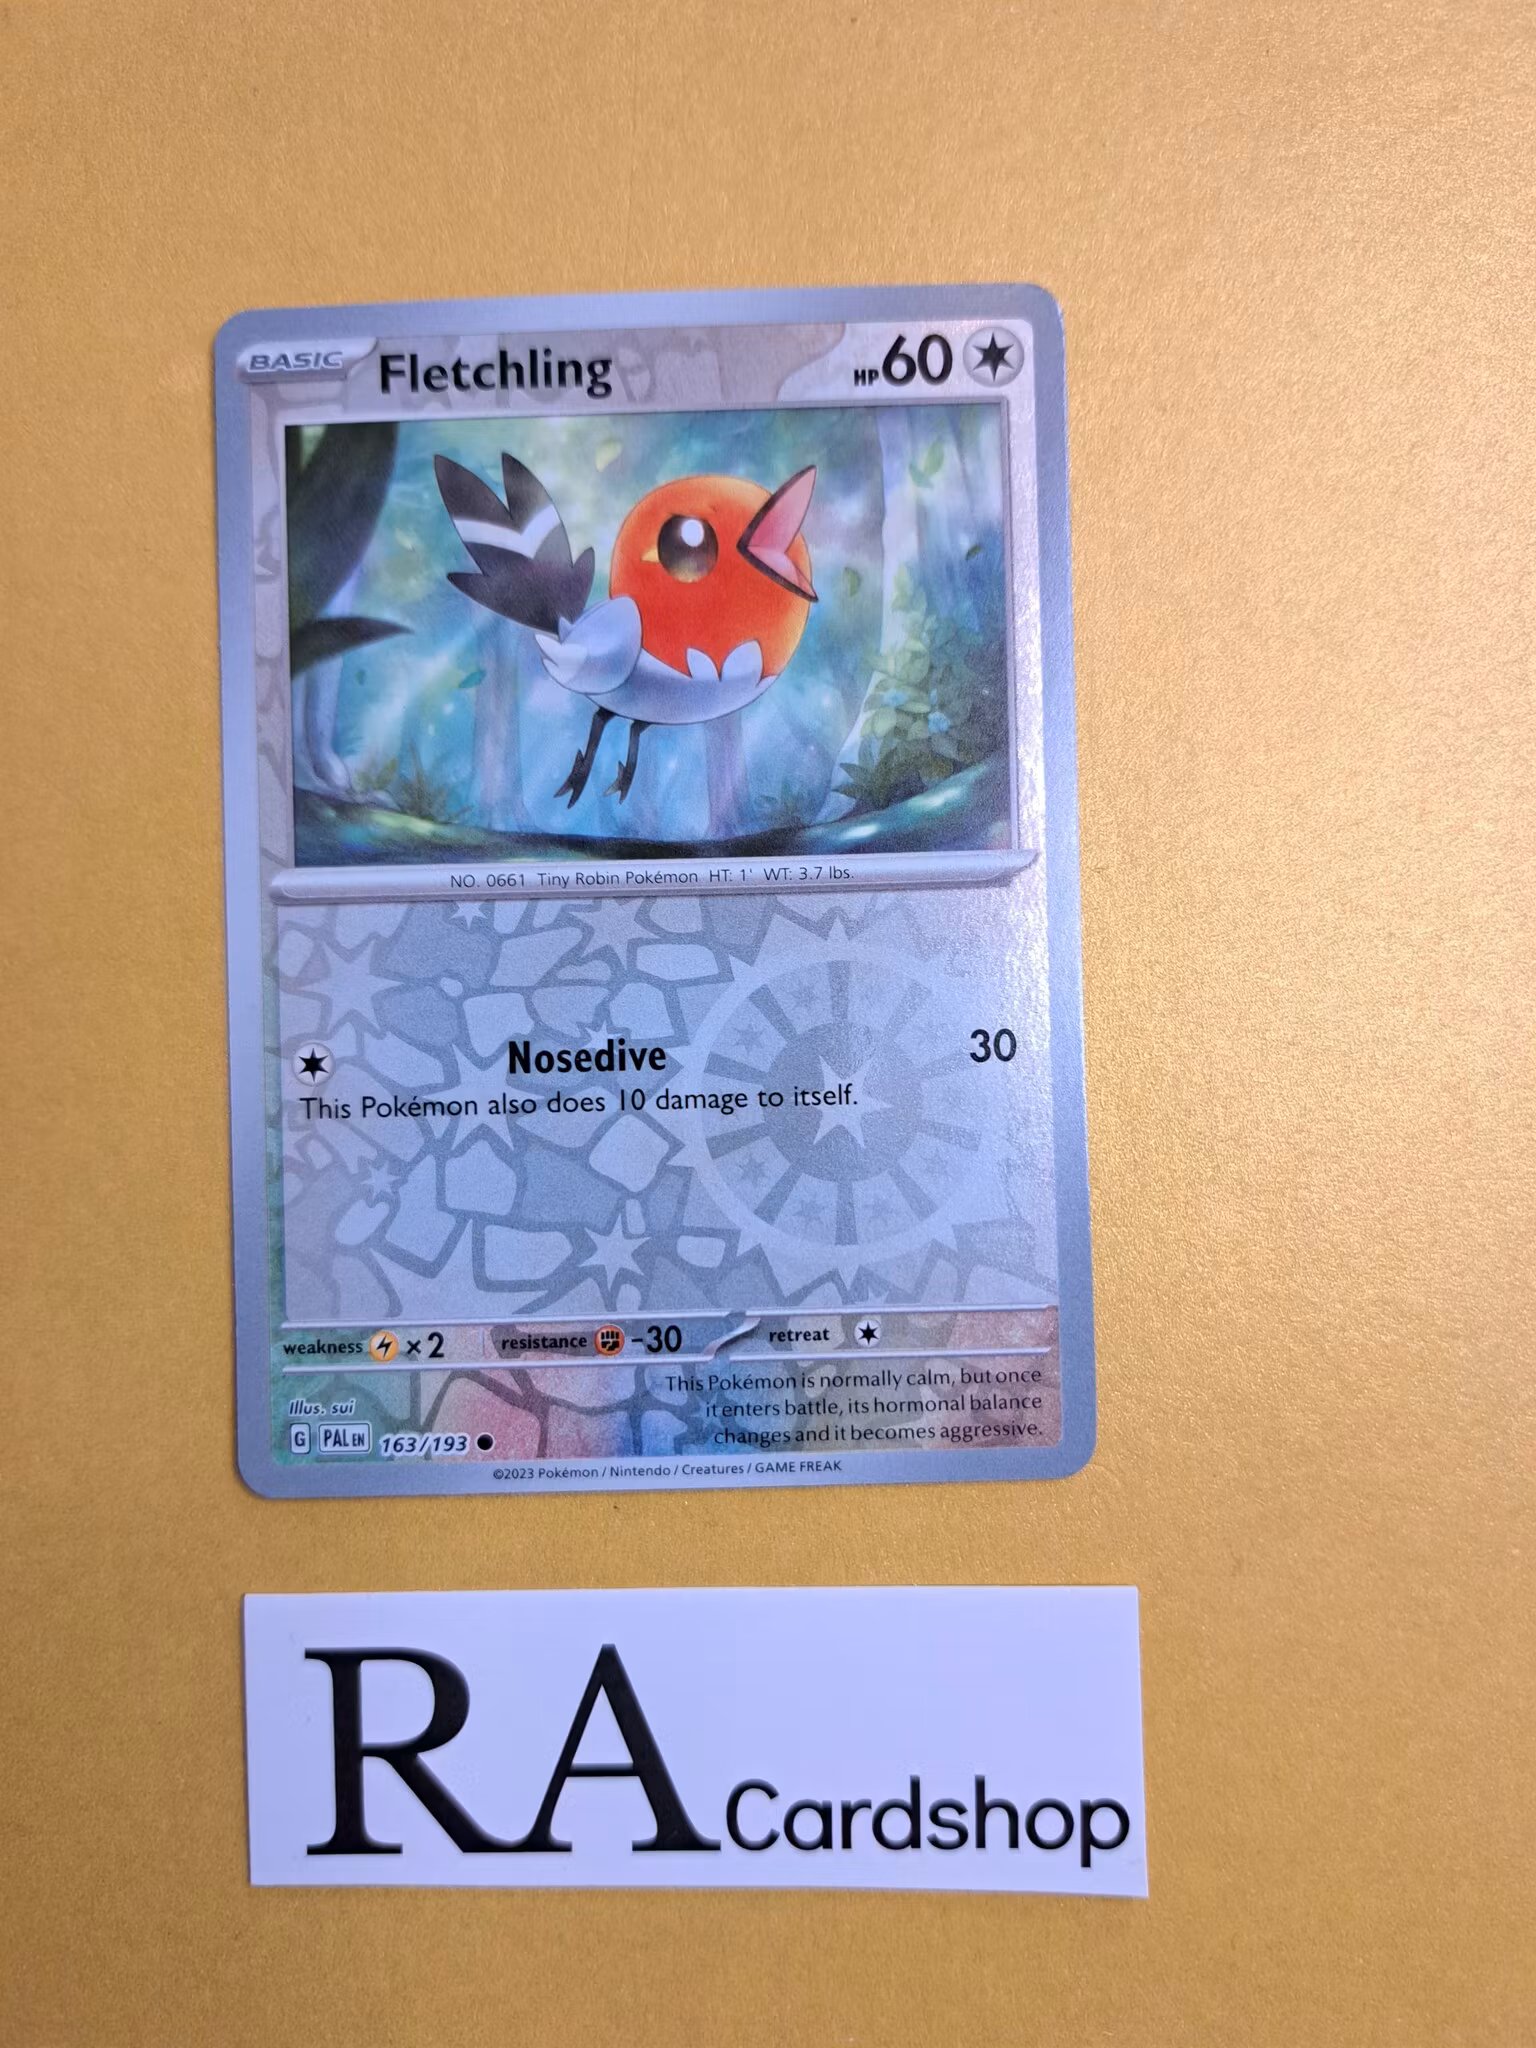 BASIC Fletchling HP 60
NO. 0661 Tiny Robin Pokémon HT: 1' WT: 3.7 lbs.
Nosedive 30
This Pokémon also does 10 damage to itself.
weakness ×2 resistance -30 retreat
This Pokémon is normally calm, but once
it enters battle, its hormonal balance
changes and it becomes aggressive.
Illus. sui
G PAL EN 163/193
©2023 Pokémon / Nintendo / Creatures / GAME FREAK
RA Cardshop